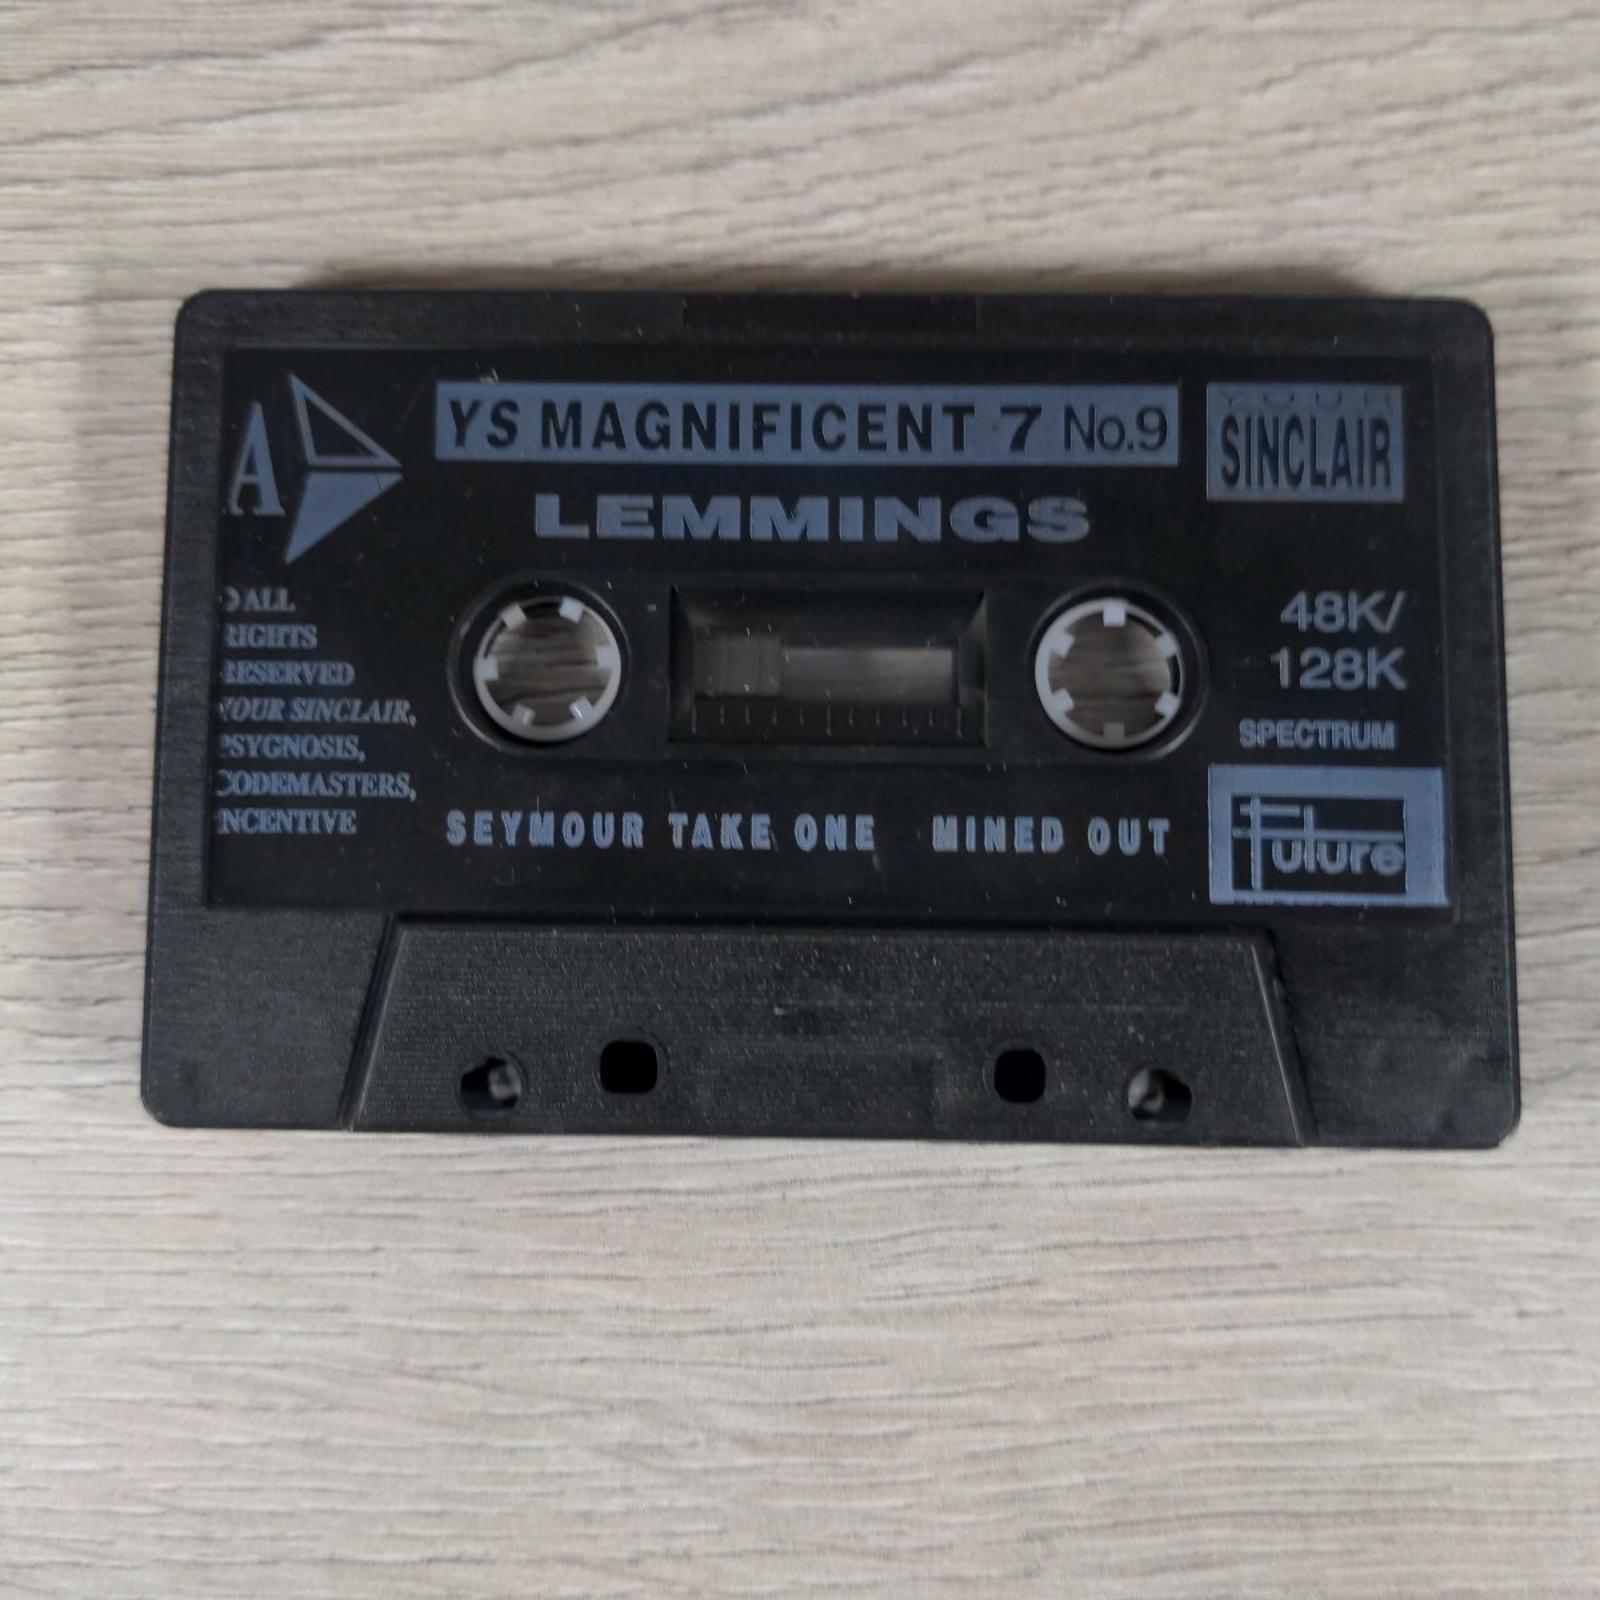 A
YS MAGNIFICENT 7 No.9
YOUR
SINCLAIR
LEMMINGS
ALL
RIGHTS
RESERVED
YOUR SINCLAIR,
PSYGNOSIS,
CODEMASTERS,
INCENTIVE
48K/
128K
SPECTRUM
SEYMOUR TAKE ONE MINED OUT
Future